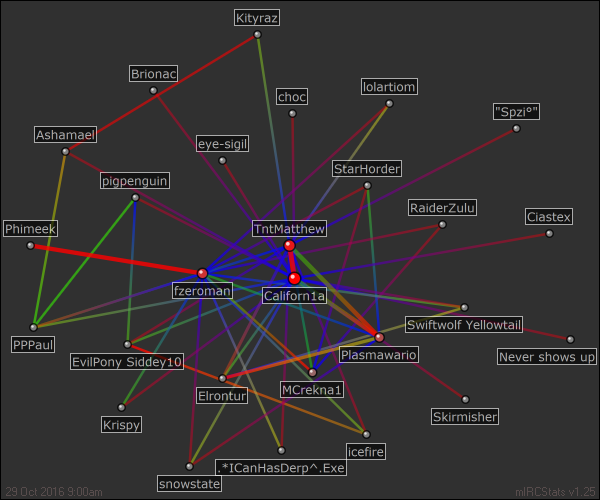 Kityraz
Brionac
lolartiom
choc
"Spzi°"
Ashamael
eye-sigil
StarHorder
pigpenguin
RaiderZulu
Ciastex
Phimeek
TntMatthew
fzeroman
Californ1a
Swiftwolf Yellowtail
PPPaul
Plasmawario
Never shows up
EvilPony Siddey10
Elrontur
MCrekna1
Skirmisher
Krispy
icefire
.*ICanHasDerp^.Exe
snowstate
29 Oct 2016 9:00am
mIRCStats v1.25